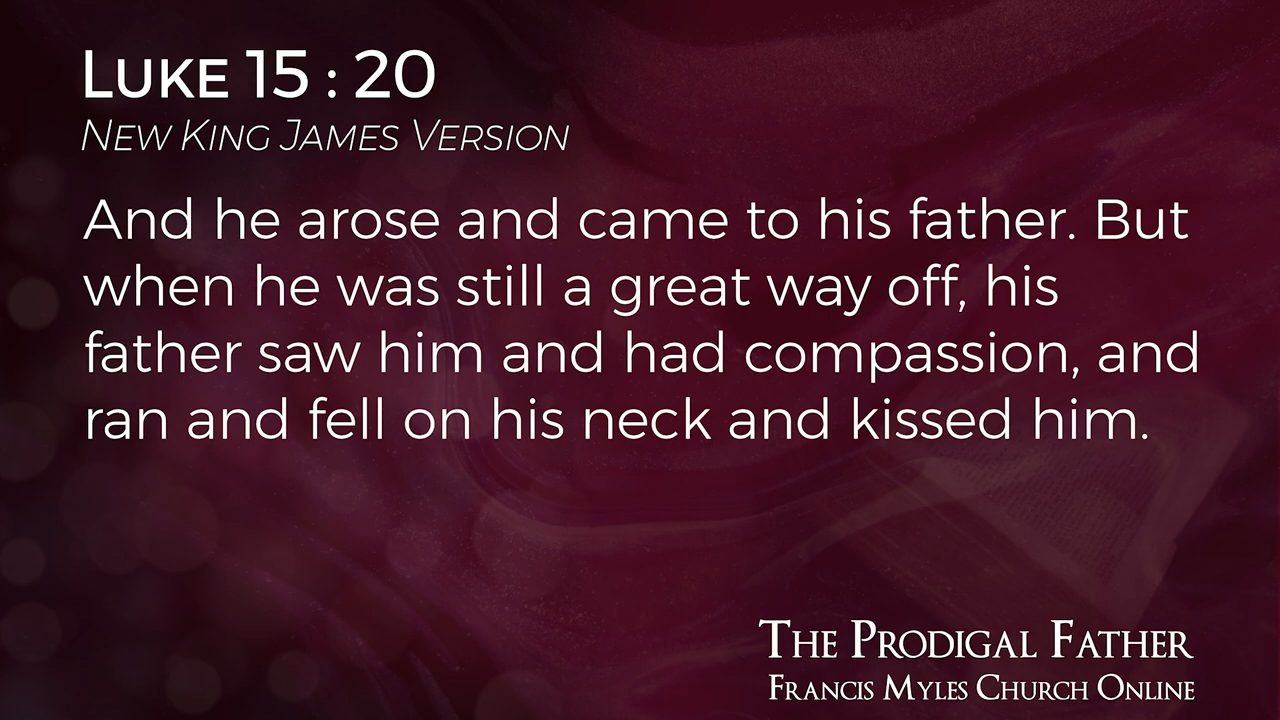 Luke 15 : 20
New King James Version
And he arose and came to his father. But
when he was still a great way off, his
father saw him and had compassion, and
ran and fell on his neck and kissed him.
The Prodigal Father
Francis Myles Church Online